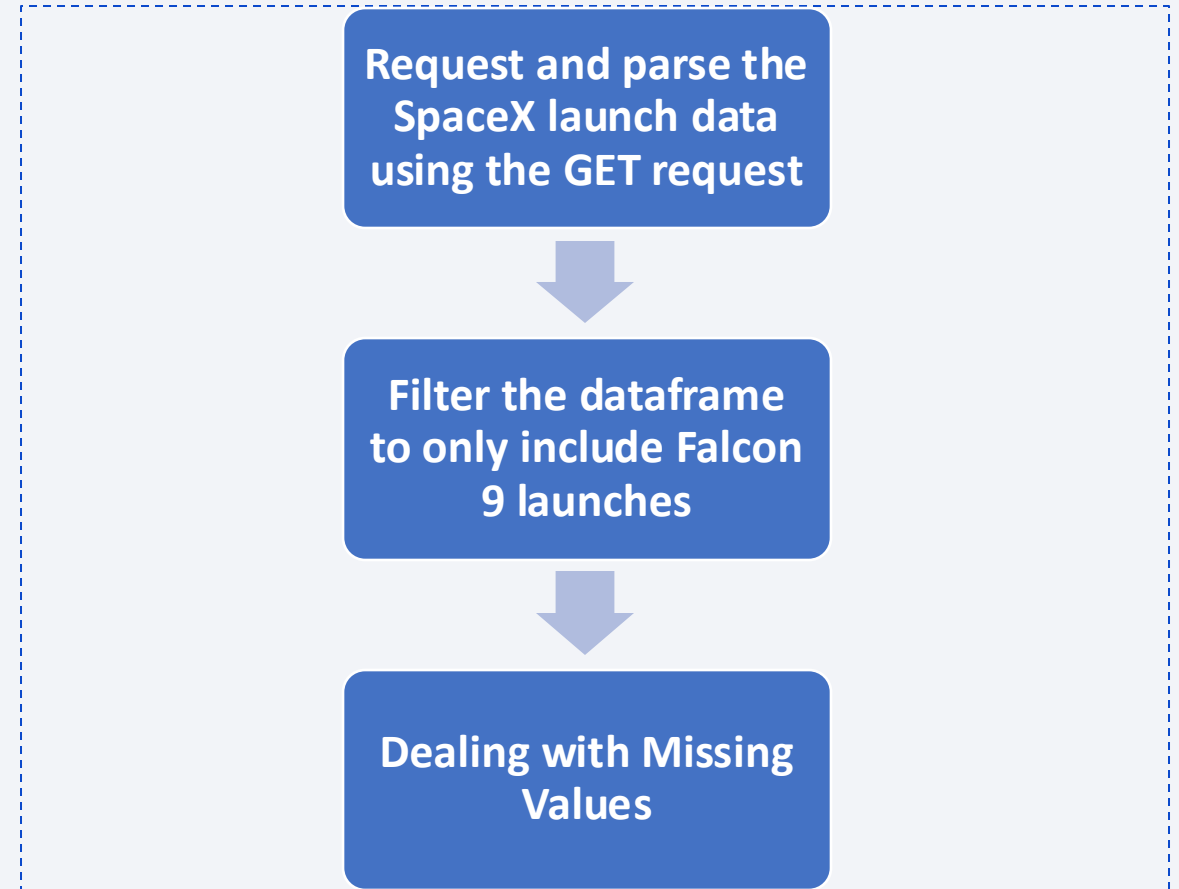 Request and parse the
SpaceX launch data
using the GET request
Filter the dataframe
to only include Falcon
9 launches
Dealing with Missing
Values